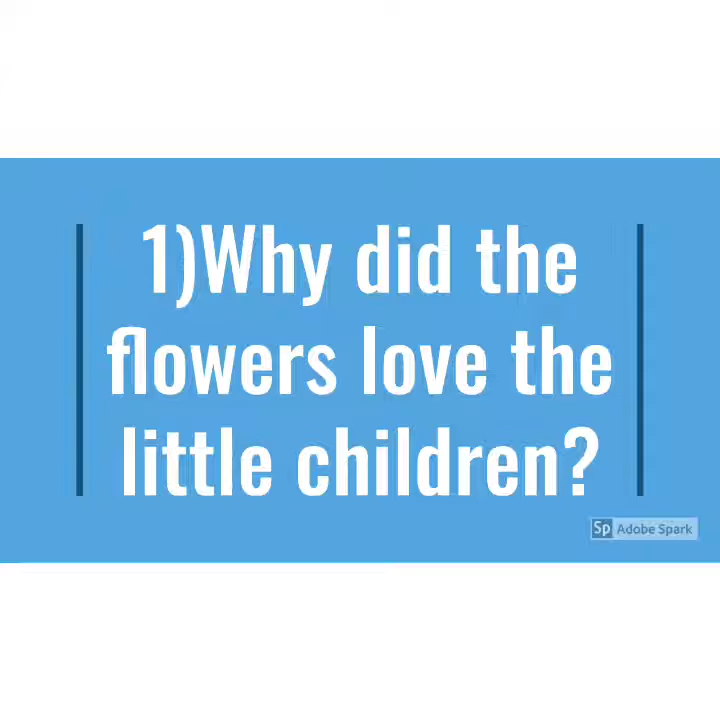 1)Why did the
flowers love the
little children?
Sp Adobe Spark